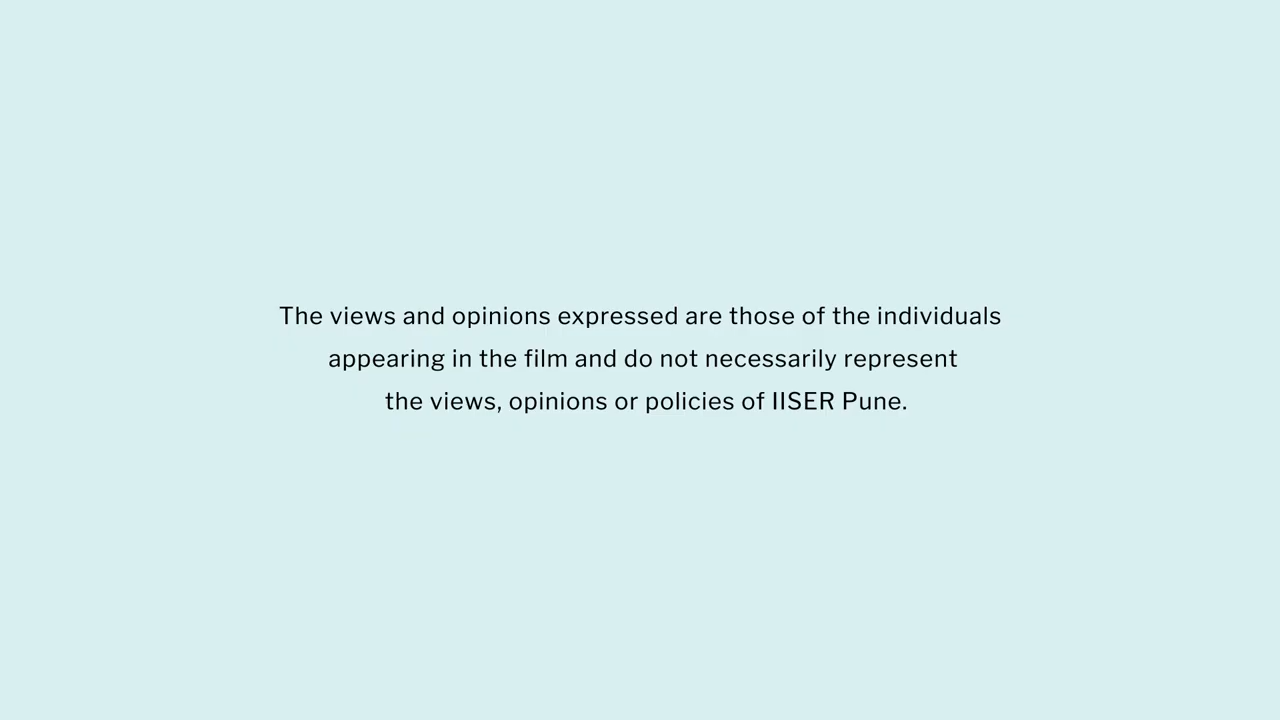 The views and opinions expressed are those of the individuals
appearing in the film and do not necessarily represent
the views, opinions or policies of IISER Pune.